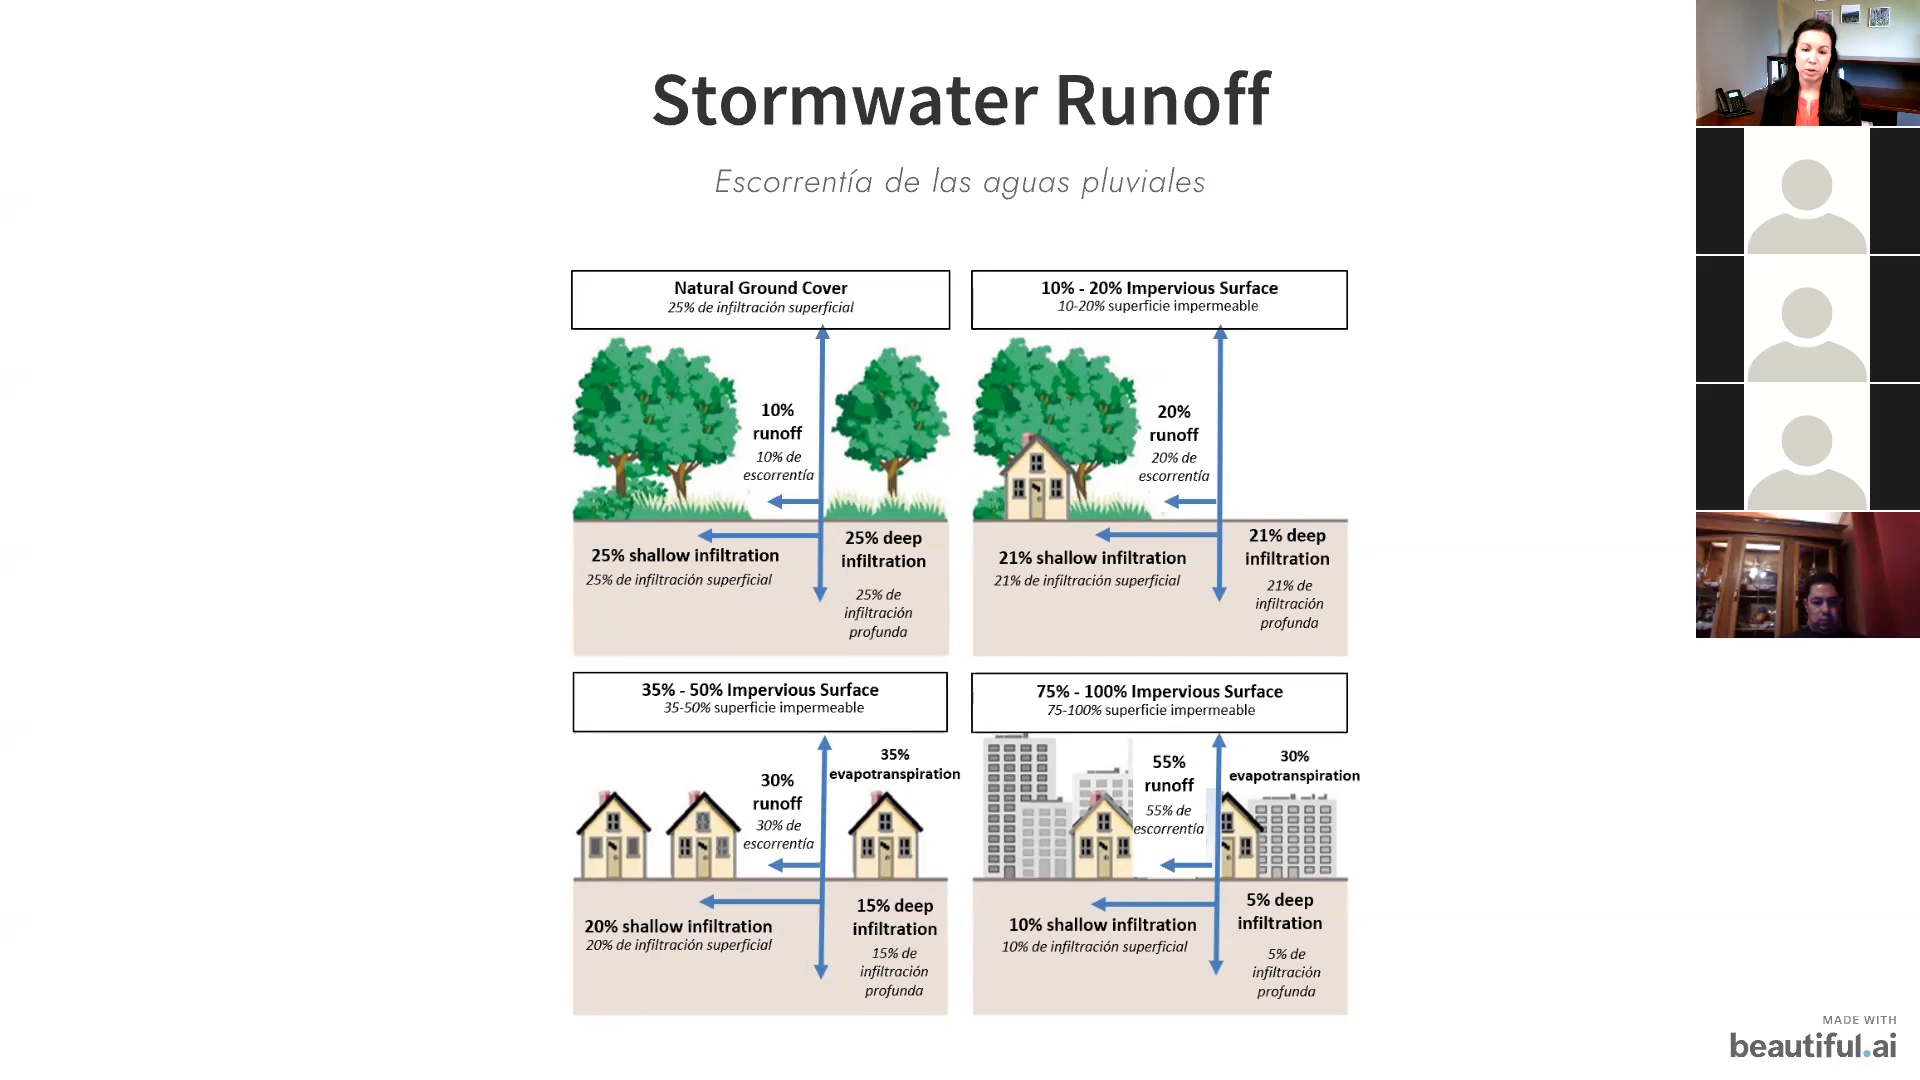 Stormwater Runoff
Escorrentía de las aguas pluviales
Natural Ground Cover
25% de infiltración superficial
10%
runoff
10% de
escorrentía
25% shallow infiltration
25% de infiltración superficial
25% deep
infiltration
25% de
infiltración
profunda
10% - 20% Impervious Surface
10-20% superficie impermeable
20%
runoff
20% de
escorrentía
21% shallow infiltration
21% de infiltración superficial
21% deep
infiltration
21% de
infiltración
profunda
35% - 50% Impervious Surface
35-50% superficie impermeable
35%
evapotranspiration
30%
runoff
30% de
escorrentía
20% shallow infiltration
20% de infiltración superficial
15% deep
infiltration
15% de
infiltración
profunda
75% - 100% Impervious Surface
75-100% superficie impermeable
55%
runoff
55% de
escorrentía
30%
evapotranspiration
10% shallow infiltration
10% de infiltración superficial
5% deep
infiltration
5% de
infiltración
profunda
MADE WITH
beautiful.ai